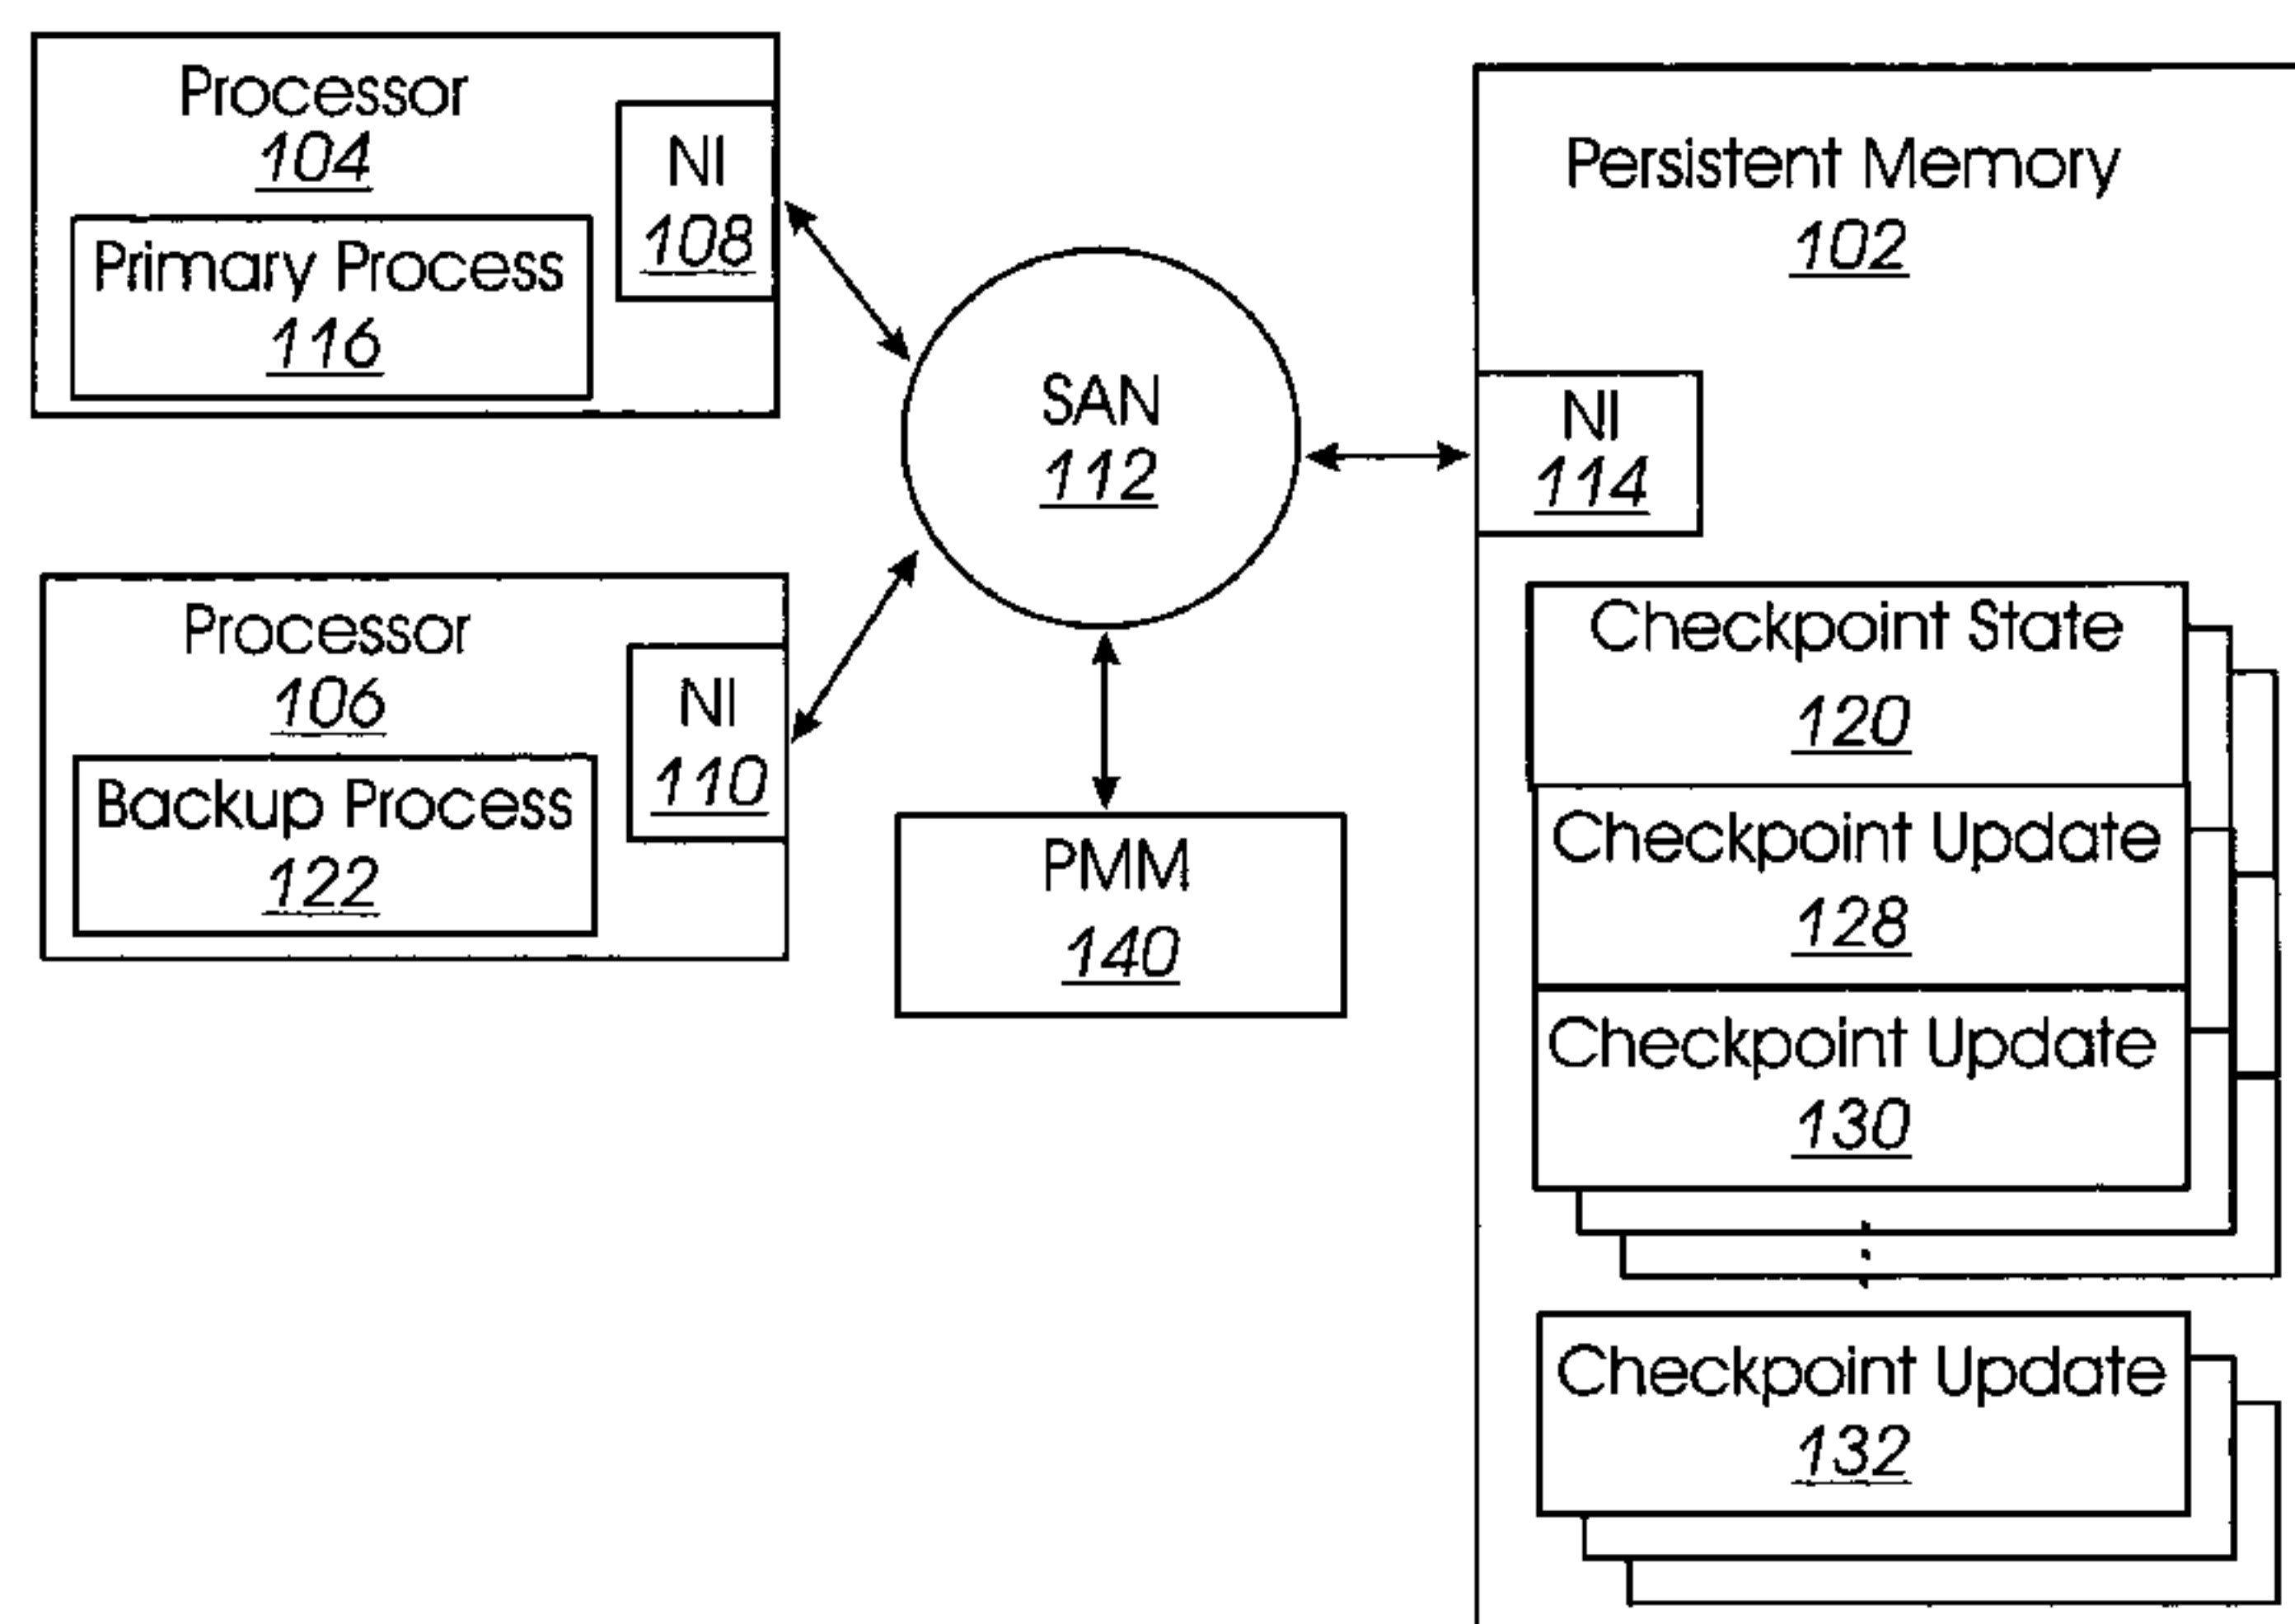 Processor
104
NI
108
Primary Process
116
Processor
106
NI
110
Backup Process
122
SAN
112
PMM
140
Persistent Memory
102
NI
114
Checkpoint State
120
Checkpoint Update
128
Checkpoint Update
130
Checkpoint Update
132